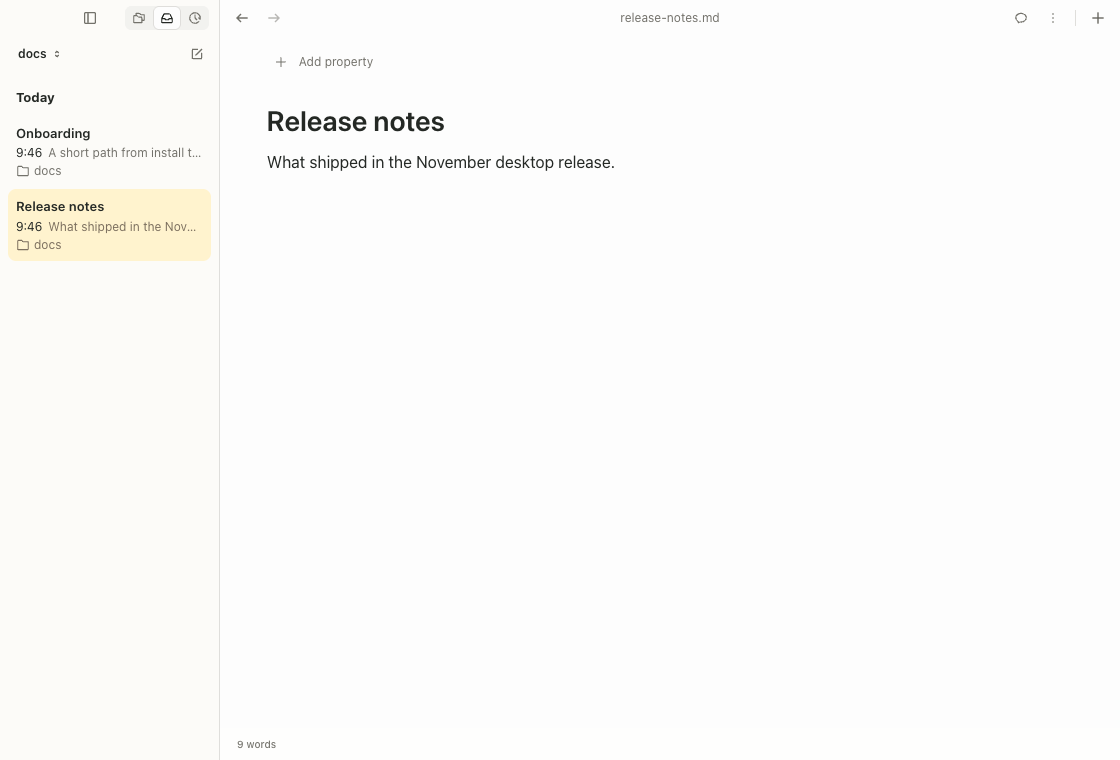 docs
Today
Onboarding
9:46 A short path from install t...
docs
Release notes
9:46 What shipped in the Nov...
docs
release-notes.md
Add property
Release notes
What shipped in the November desktop release.
9 words